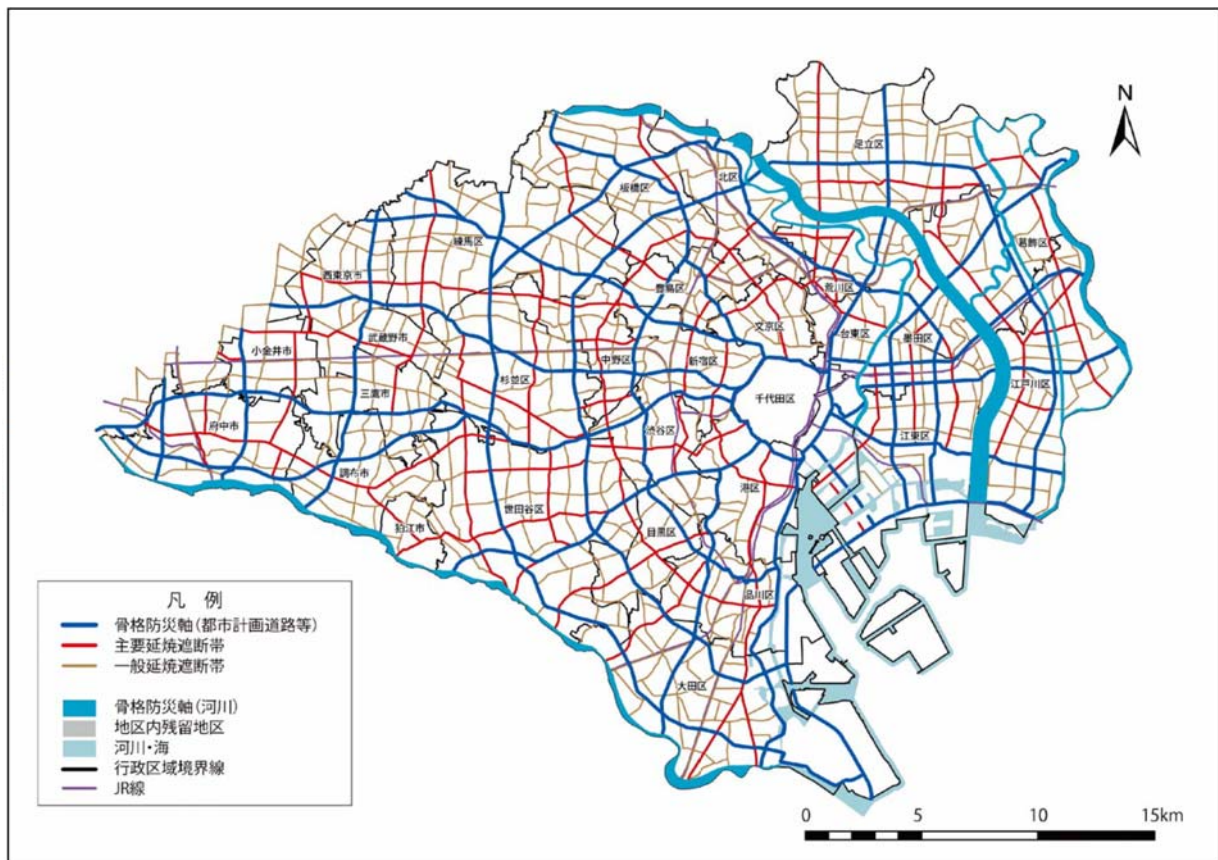 N
足立区
北区
板橋区
葛飾区
練馬区
西東京市
豊島区
荒川区
文京区
台東区
墨田区
武蔵野市
小金井市
中野区
新宿区
杉並区
江戸川区
三鷹市
千代田区
府中市
渋谷区
江東区
調布市
港区
世田谷区
狛江市
目黒区
品川区
大田区
凡 例
骨格防災軸(都市計画道路等)
主要延焼遮断帯
一般延焼遮断帯
骨格防災軸(河川)
地区内残留地区
河川・海
行政区域境界線
JR線
0 5 10 15km